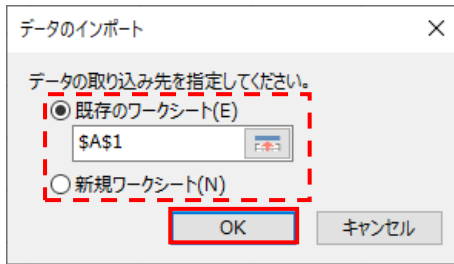 データのインポート
データの取り込み先を指定してください。
既存のワークシート(E)
$A$1
新規ワークシート(N)
OK
キャンセル